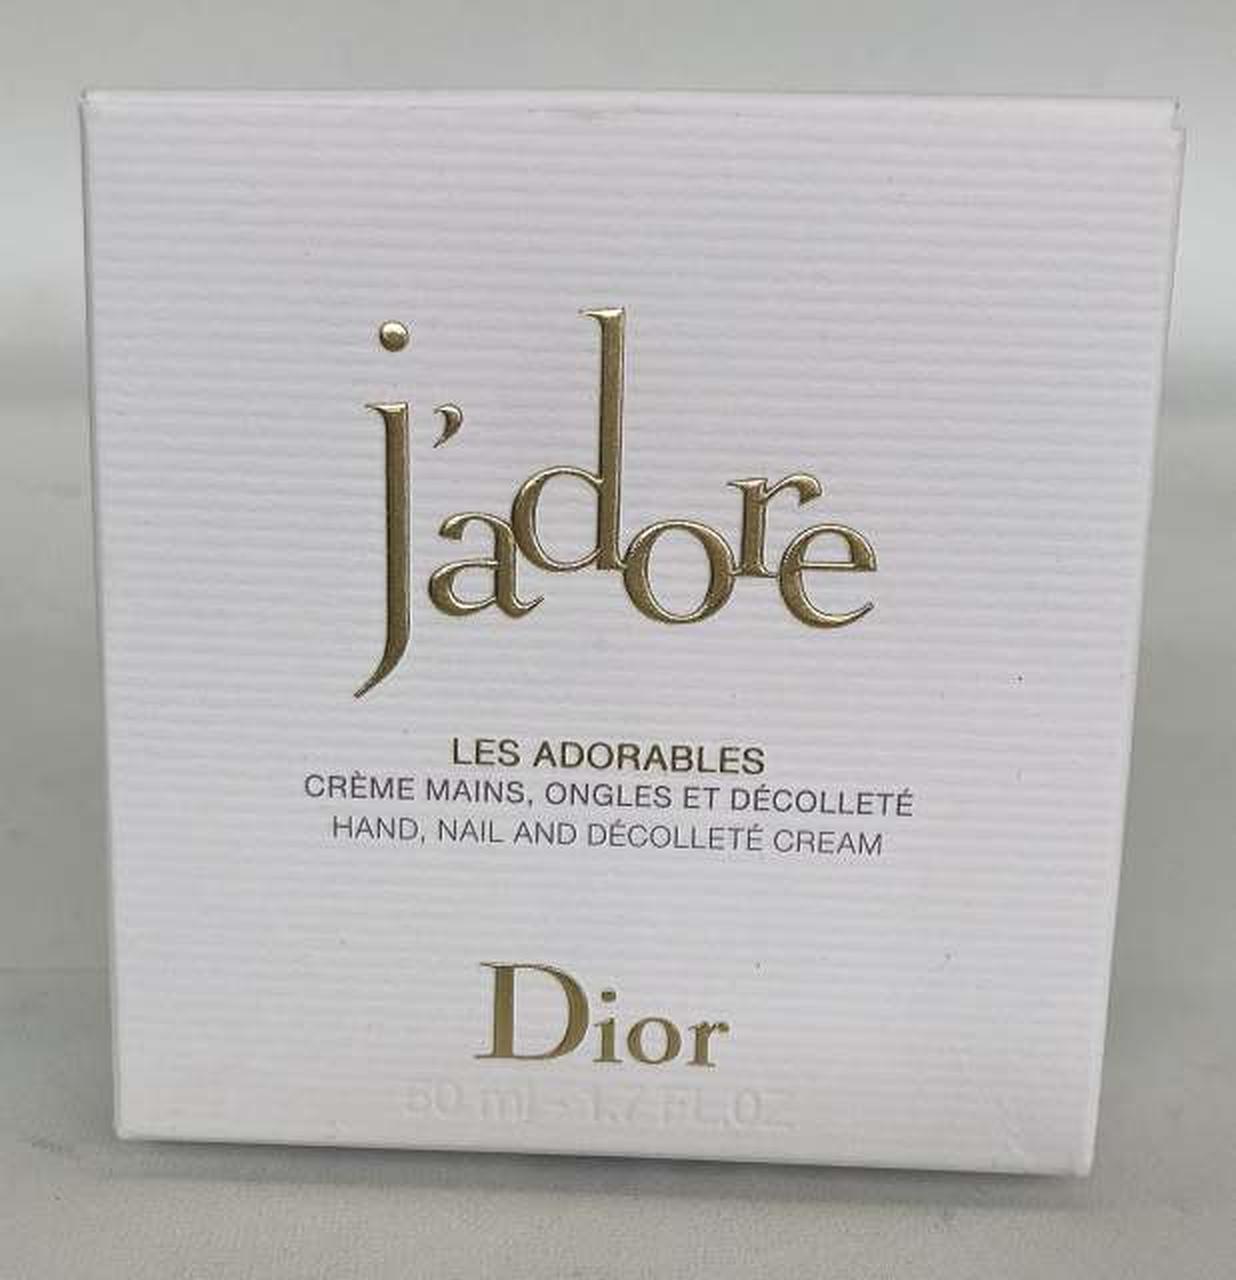 j'adore
LES ADORABLES
CRÈME MAINS, ONGLES ET DÉCOLLETÉ
HAND, NAIL AND DÉCOLLETÉ CREAM
Dior
50 ml - 1.7 FL.OZ